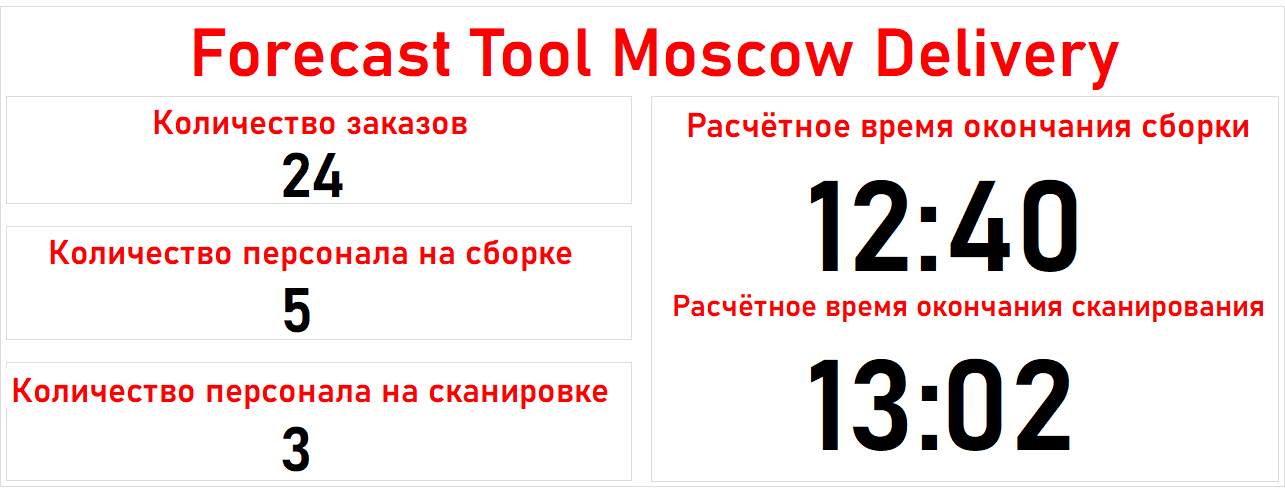 Forecast Tool Moscow Delivery
Количество заказов
24
Количество персонала на сборке
5
Количество персонала на сканировке
3
Расчётное время окончания сборки
12:40
Расчётное время окончания сканирования
13:02